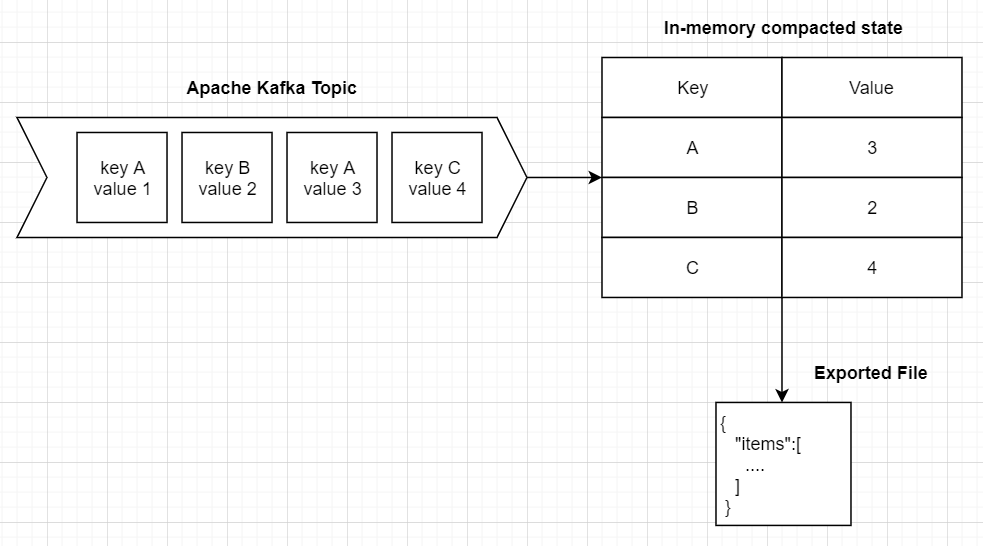 In-memory compacted state
Apache Kafka Topic
key A
value 1
key B
value 2
key A
value 3
key C
value 4
Key
Value
A
3
B
2
C
4
Exported File
{
"items":[
....
]
}